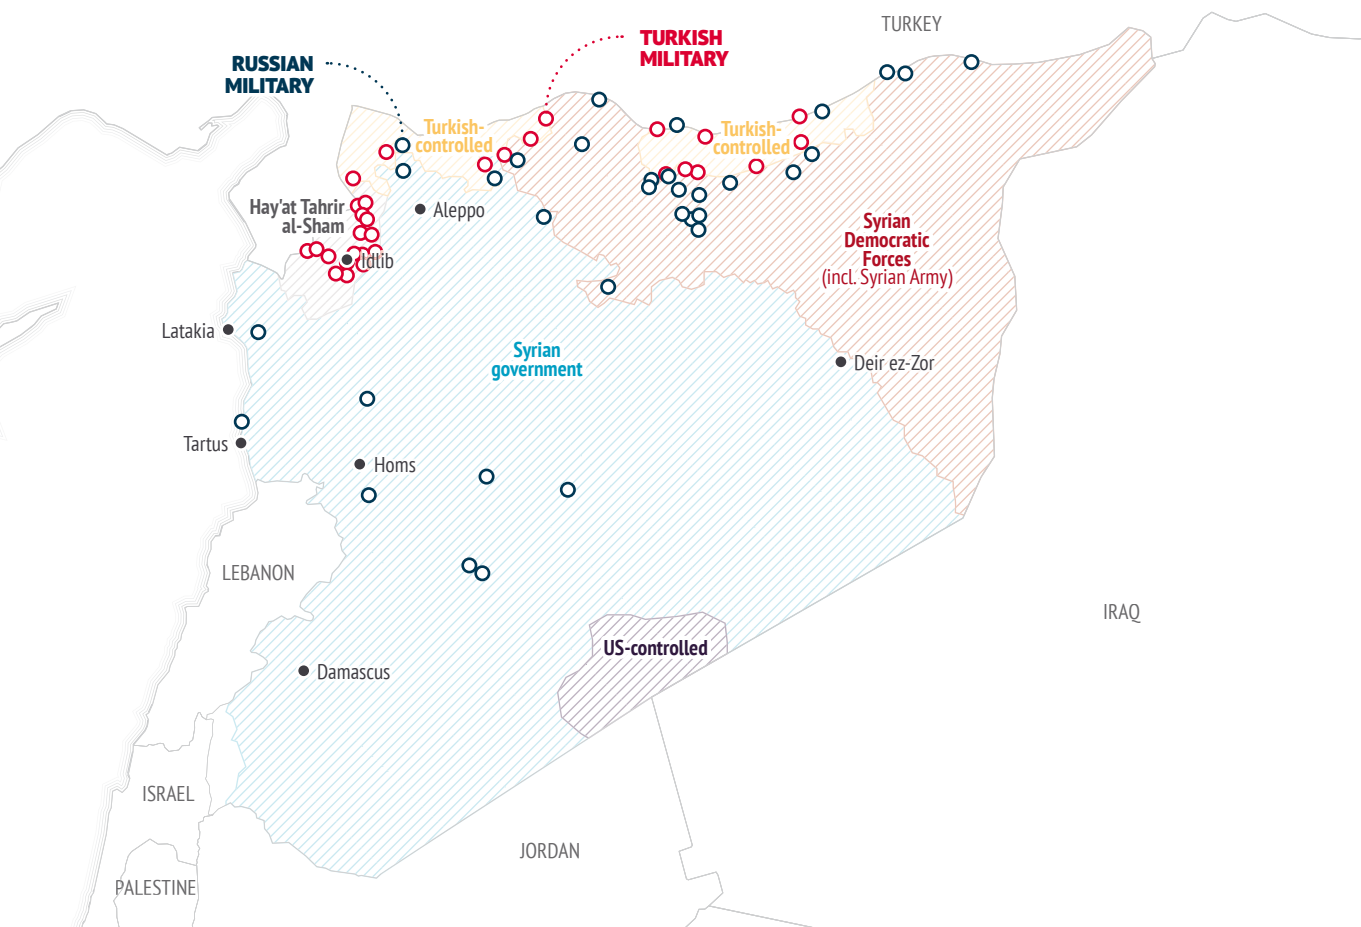 TURKEY
RUSSIAN
MILITARY
TURKISH
MILITARY
Turkish-
controlled
Turkish-
controlled
Hay'at Tahrir
al-Sham
Aleppo
Idlib
Syrian
Democratic
Forces
(incl. Syrian Army)
Latakia
Syrian
government
Deir ez-Zor
Tartus
Homs
LEBANON
IRAQ
US-controlled
Damascus
ISRAEL
JORDAN
PALESTINE